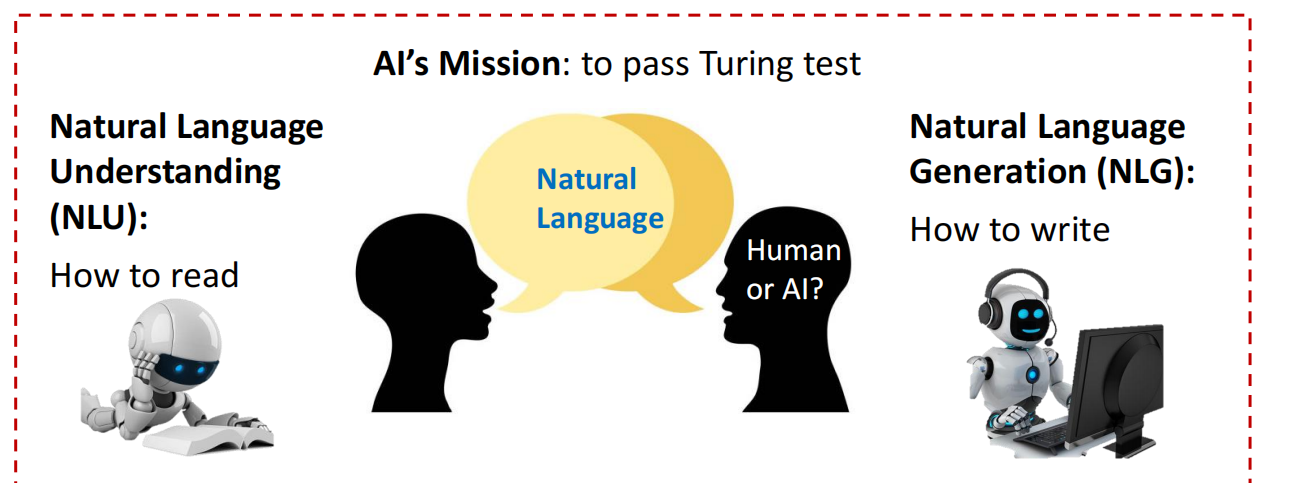 AI’s Mission: to pass Turing test
Natural Language
Understanding
(NLU):
How to read
Natural
Language
Human
or AI?
Natural Language
Generation (NLG):
How to write